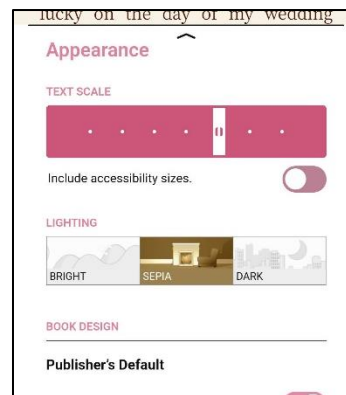 lucky on the day of my wedding
Appearance
TEXT SCALE
Include accessibility sizes.
LIGHTING
BRIGHT
SEPIA
DARK
BOOK DESIGN
Publisher's Default